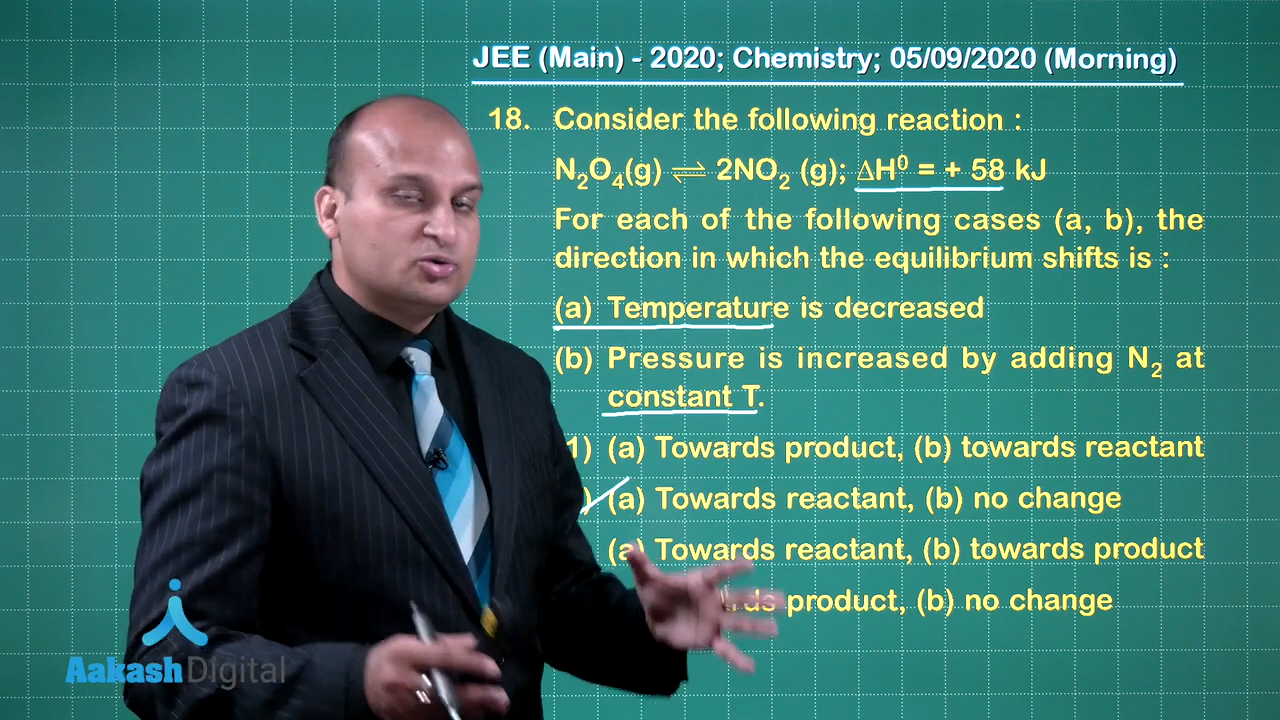 JEE (Main) - 2020; Chemistry; 05/09/2020 (Morning)
18. Consider the following reaction :
N₂O₄(g) ⇌ 2NO₂ (g); ΔH⁰ = + 58 kJ
For each of the following cases (a, b), the
direction in which the equilibrium shifts is :
(a) Temperature is decreased
(b) Pressure is increased by adding N₂ at
constant T.
1) (a) Towards product, (b) towards reactant
) (a) Towards reactant, (b) no change
(a) Towards reactant, (b) towards product
product, (b) no change
Aakash Digital